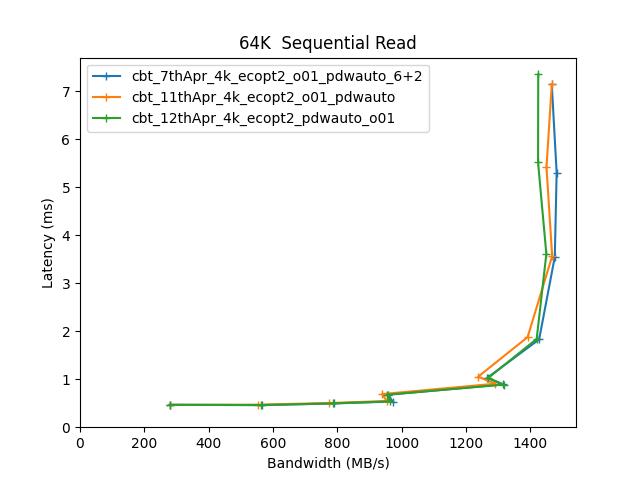 64K  Sequential Read
cbt_7thApr_4k_ecopt2_o01_pdwauto_6+2
cbt_11thApr_4k_ecopt2_o01_pdwauto
cbt_12thApr_4k_ecopt2_pdwauto_o01
Latency (ms)
7
6
5
4
3
2
1
0
0 200 400 600 800 1000 1200 1400
Bandwidth (MB/s)